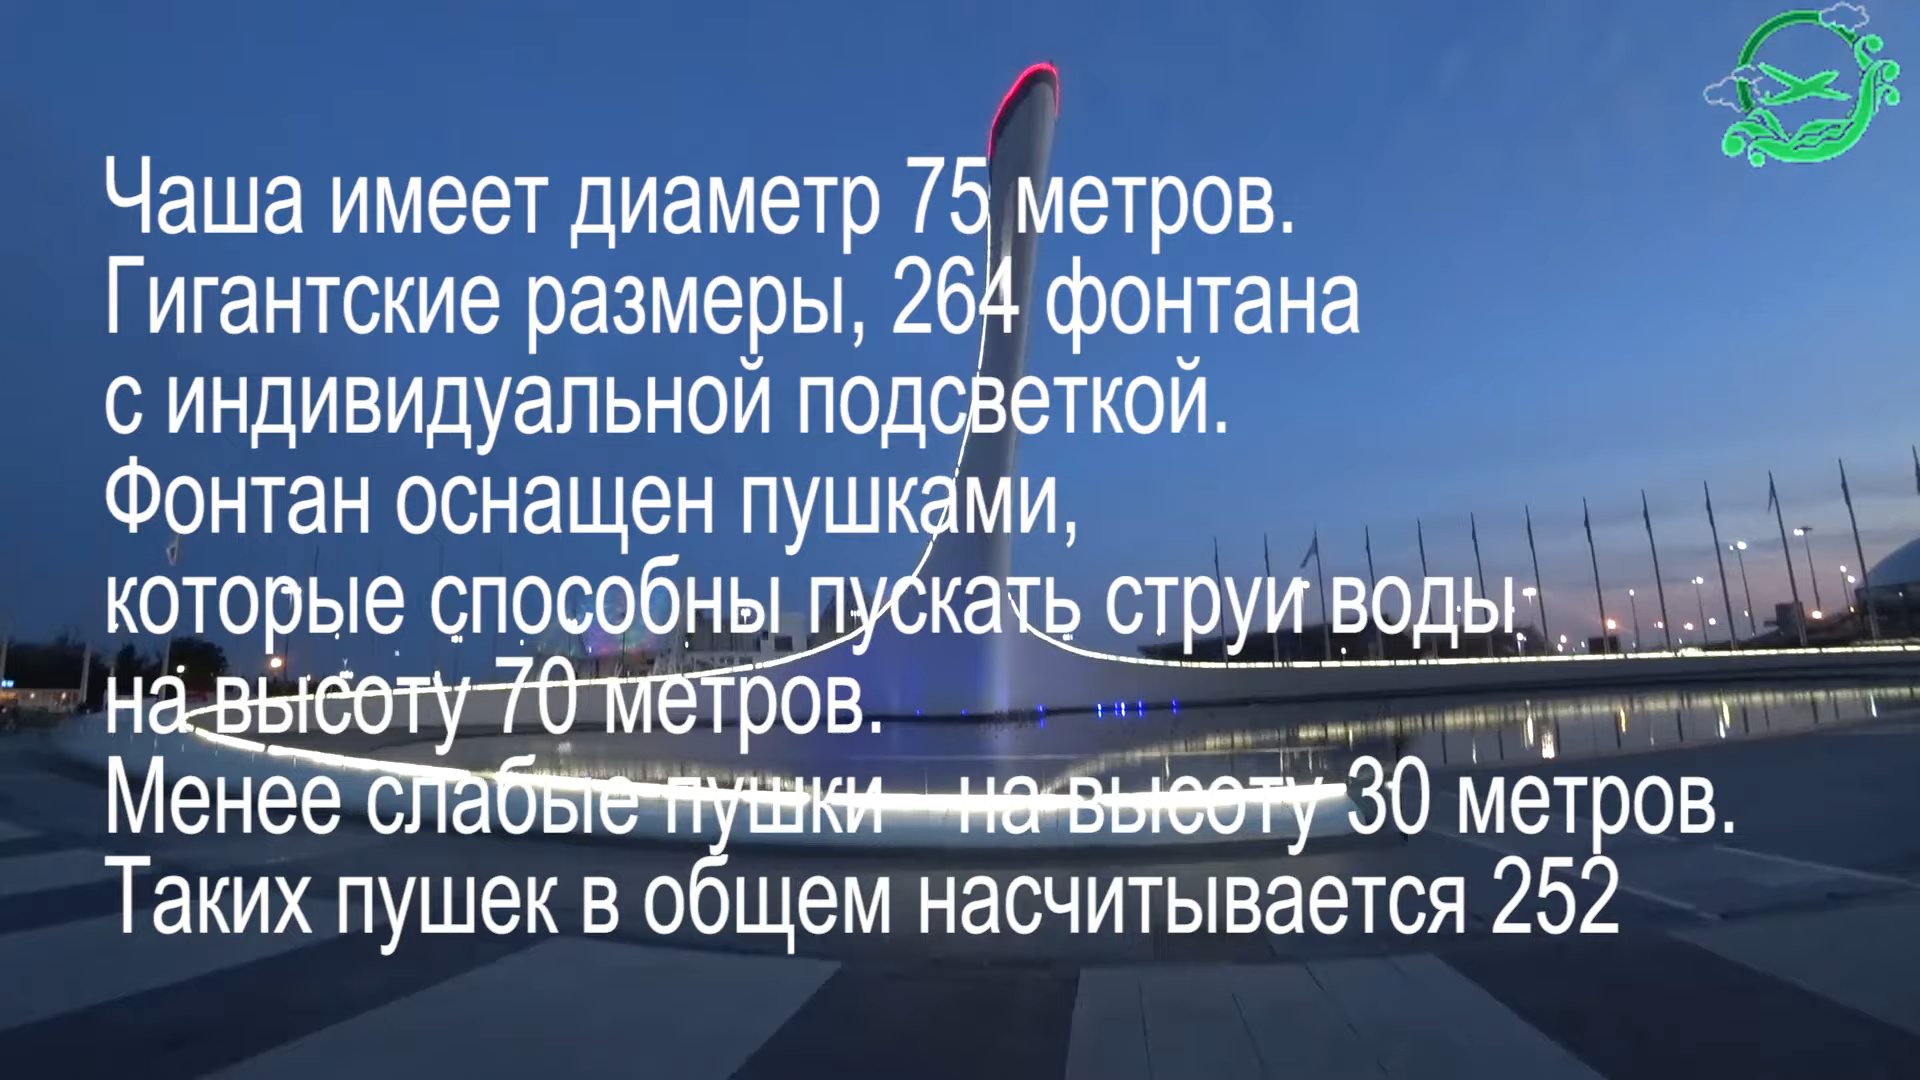 Чаша имеет диаметр 75 метров.
Гигантские размеры, 264 фонтана
с индивидуальной подсветкой.
Фонтан оснащен пушками,
которые способны пускать струи воды
на высоту 70 метров.
Менее слабые пушки на высоту 30 метров.
Таких пушек в общем насчитывается 252